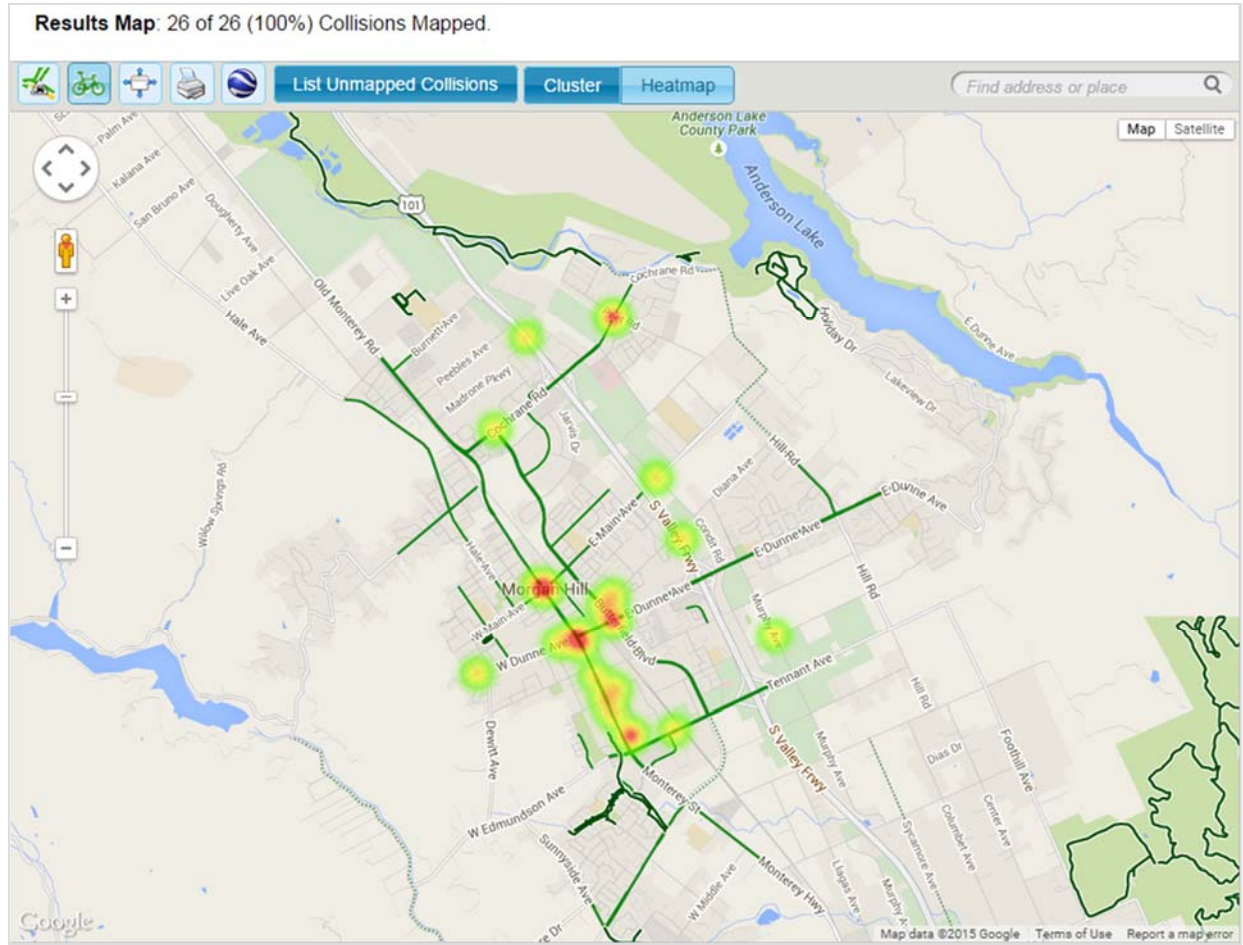 Results Map: 26 of 26 (100%) Collisions Mapped.
List Unmapped Collisions
Cluster
Heatmap
Find address or place
Anderson Lake
County Park
Map
Satellite
Palm Ave
Kalana Ave
San Bruno Ave
Dougherty Ave
101
Anderson Lake
Live Oak Ave
Old Monterey Rd
Cochrane Rd
Hale Ave
Burnett Ave
Holiday Dr
E Dunne Ave
Peebles Ave
Madrone Pkwy
Lakeview Dr
Cochrane Rd
Jarvis Dr
Hill Rd
Willow Springs Rd
Diana Ave
E Dunne Ave
E Main Ave
S Valley Frwy
Condit Rd
E Dunne Ave
Hale Ave
Hill Rd
Morgan Hill
E Dunne Ave
Murphy Ave
W Main Ave
Butterfield Blvd
W Dunne Ave
Tennant Ave
Hill Rd
Dewitt Ave
S Valley Frwy
Murphy Ave
Dias Dr
Foothill Ave
Monterey St
W Edmundson Ave
Sycamore Ave
Columbet Ave
Center Ave
Sunnyside Ave
W Middle Ave
Monterey Hwy
Llagas Ave
Murphy A
Google
re Dr
Map data ©2015 Google
Terms of Use
Report a map error